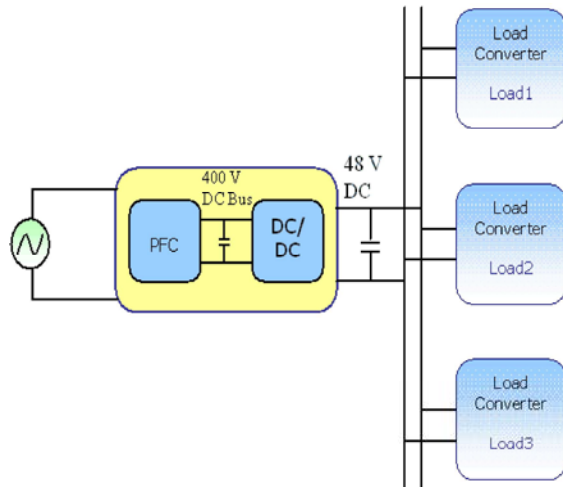 Load
Converter
Load1
400 V
DC Bus
48 V
DC
PFC
DC/
DC
Load
Converter
Load2
Load
Converter
Load3